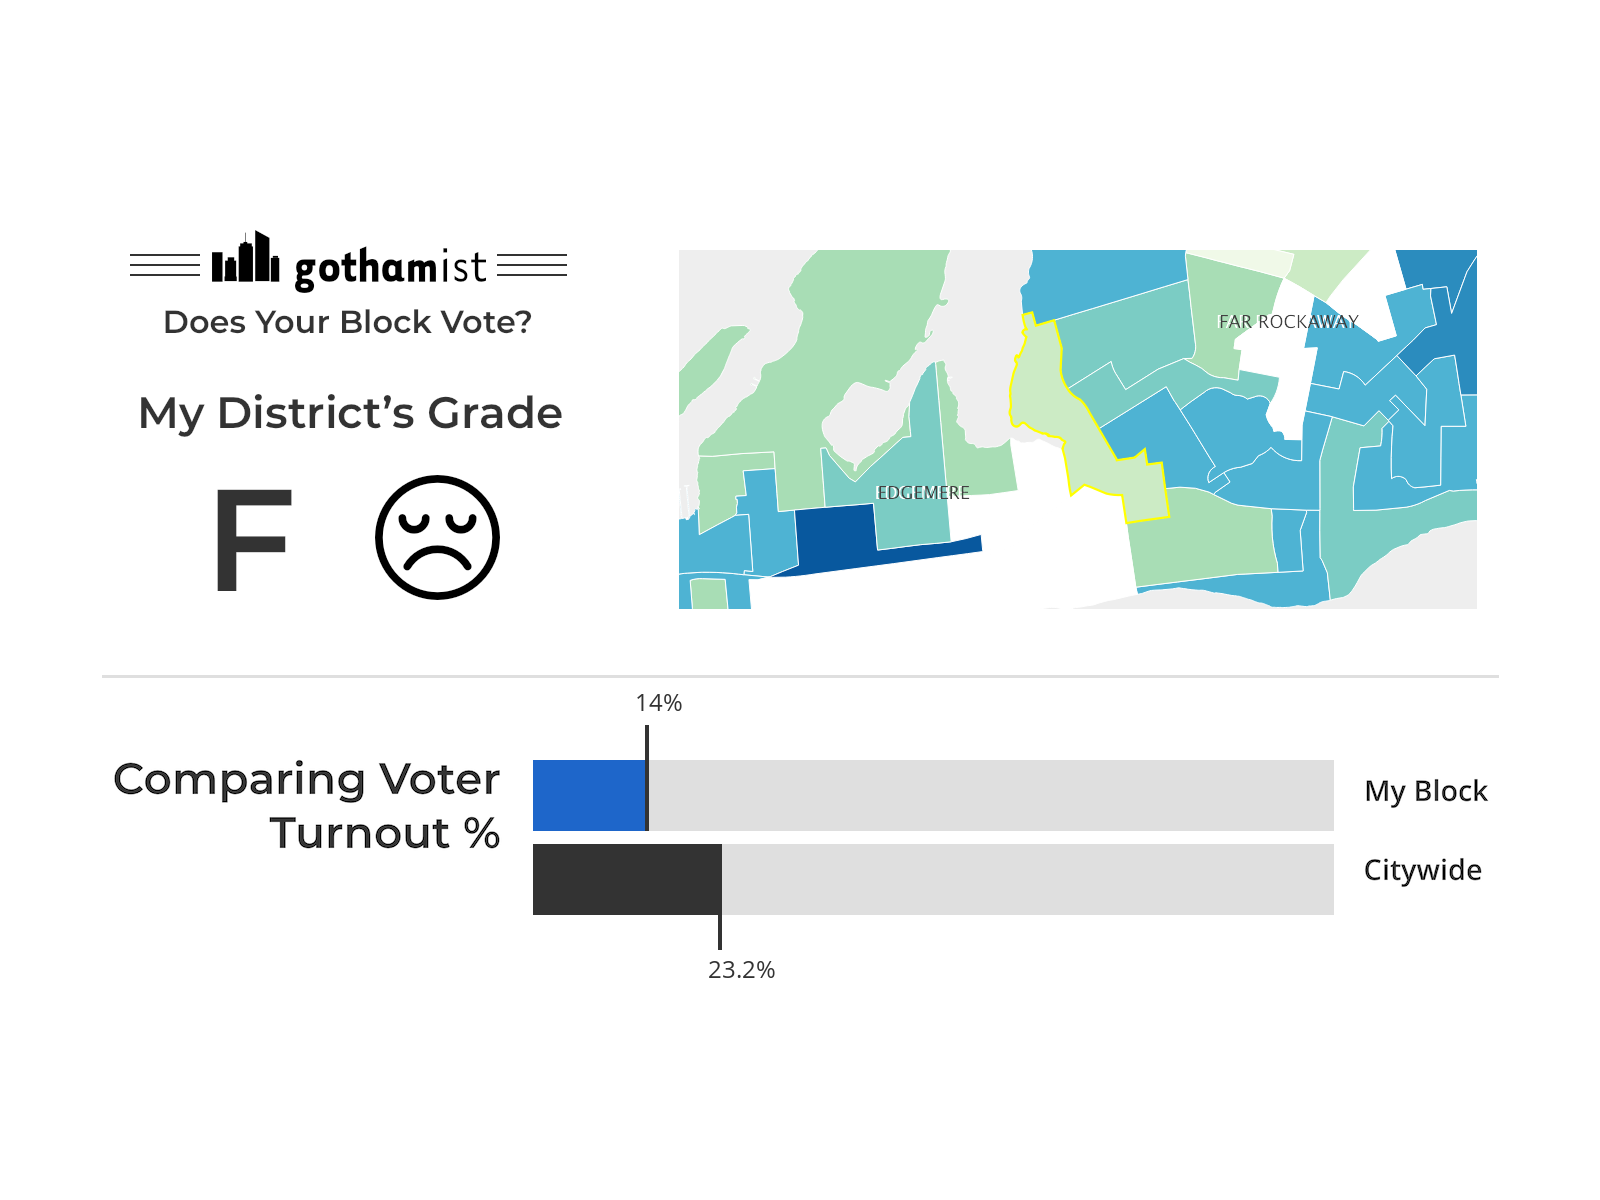 gothamist
Does Your Block Vote?
My District's Grade
F
FAR ROCKAWAY
EDGEMERE
14%
Comparing Voter
Turnout %
My Block
Citywide
23.2%